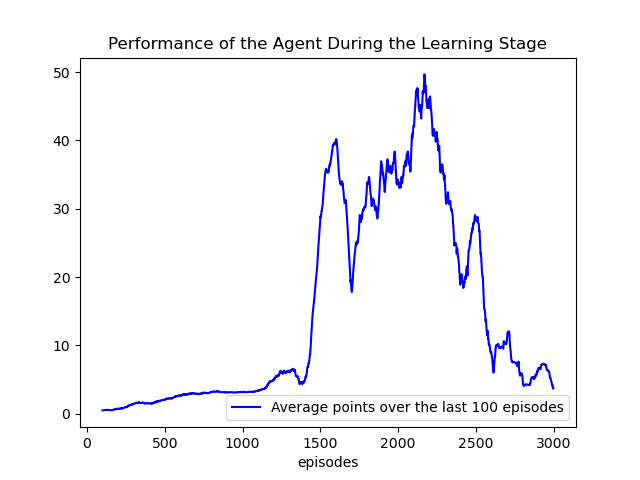 Performance of the Agent During the Learning Stage
50
40
30
20
10
0
Average points over the last 100 episodes
0 500 1000 1500 2000 2500 3000
episodes